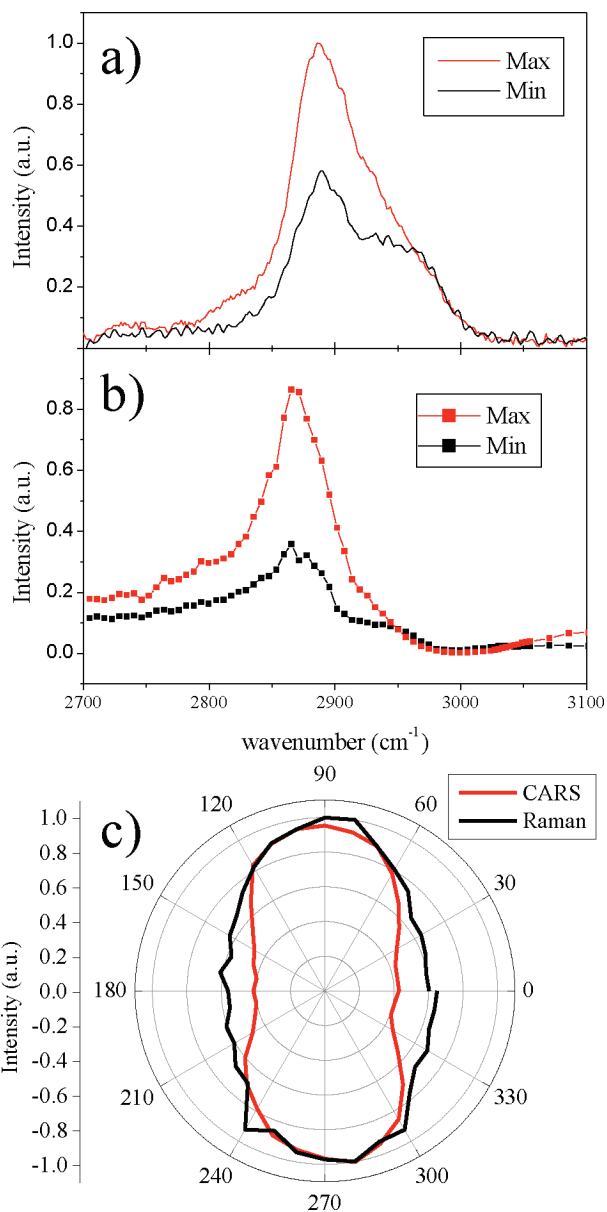 a)
Max
Min
1.0
0.8
0.6
0.4
0.2
Intensity (a.u.)
b)
Max
Min
0.8
0.6
0.4
0.2
0.0
Intensity (a.u.)
2700 2800 2900 3000 3100
wavenumber (cm⁻¹)
c)
CARS
Raman
90
120 60
150 30
180 0
210 330
240 300
270
1.0
0.8
0.6
0.4
0.2
0.0
-0.2
-0.4
-0.6
-0.8
-1.0
Intensity (a.u.)